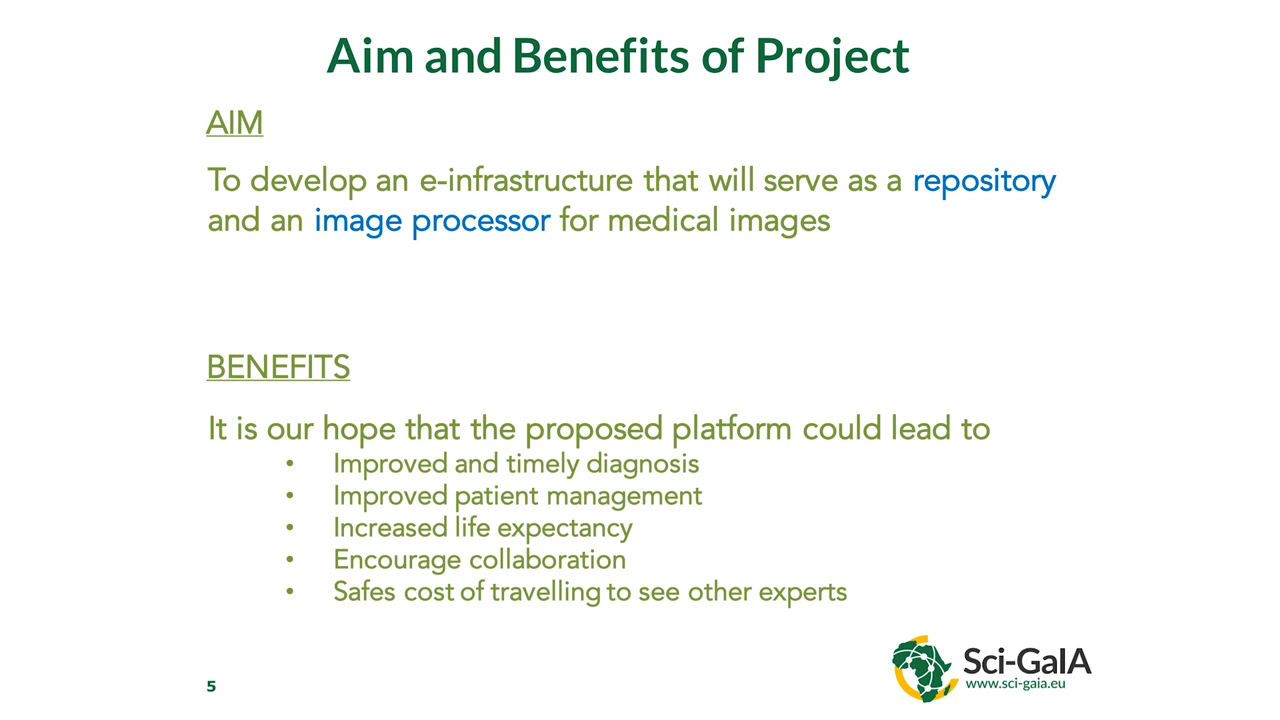 Aim and Benefits of Project
AIM
To develop an e-infrastructure that will serve as a repository
and an image processor for medical images
BENEFITS
It is our hope that the proposed platform could lead to
• Improved and timely diagnosis
• Improved patient management
• Increased life expectancy
• Encourage collaboration
• Safes cost of travelling to see other experts
5
Sci-GaIA
www.sci-gaia.eu